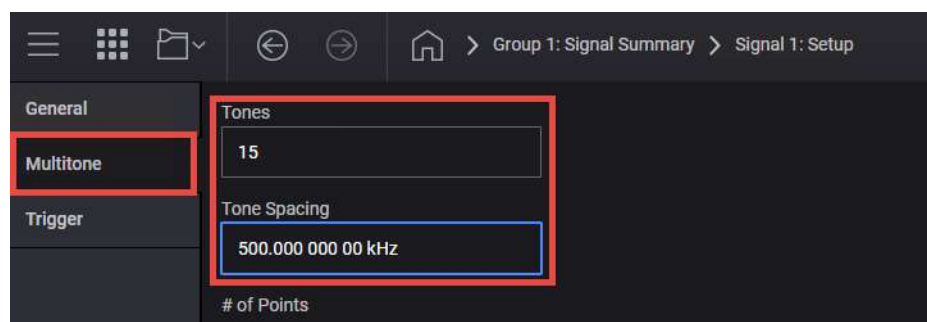 Group 1: Signal Summary > Signal 1: Setup
General
Multitone
Trigger
Tones
15
Tone Spacing
500.000 000 00 kHz
# of Points